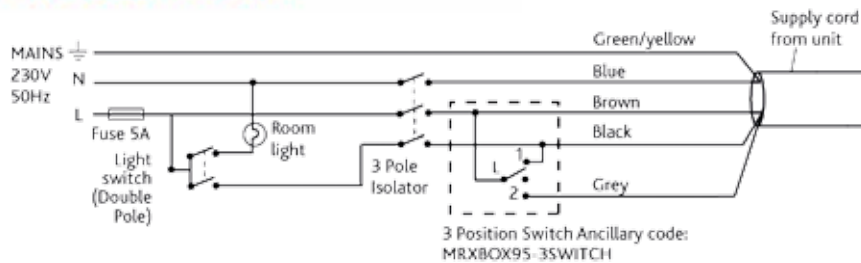 Supply cord
from unit
Green/yellow
MAINS
230V
50Hz
N
Blue
L
Brown
Fuse 5A
Room
light
Black
Light
switch
(Double
Pole)
3 Pole
Isolator
L
1
2
Grey
3 Position Switch Ancillary code:
MRXBOX95-3SWITCH